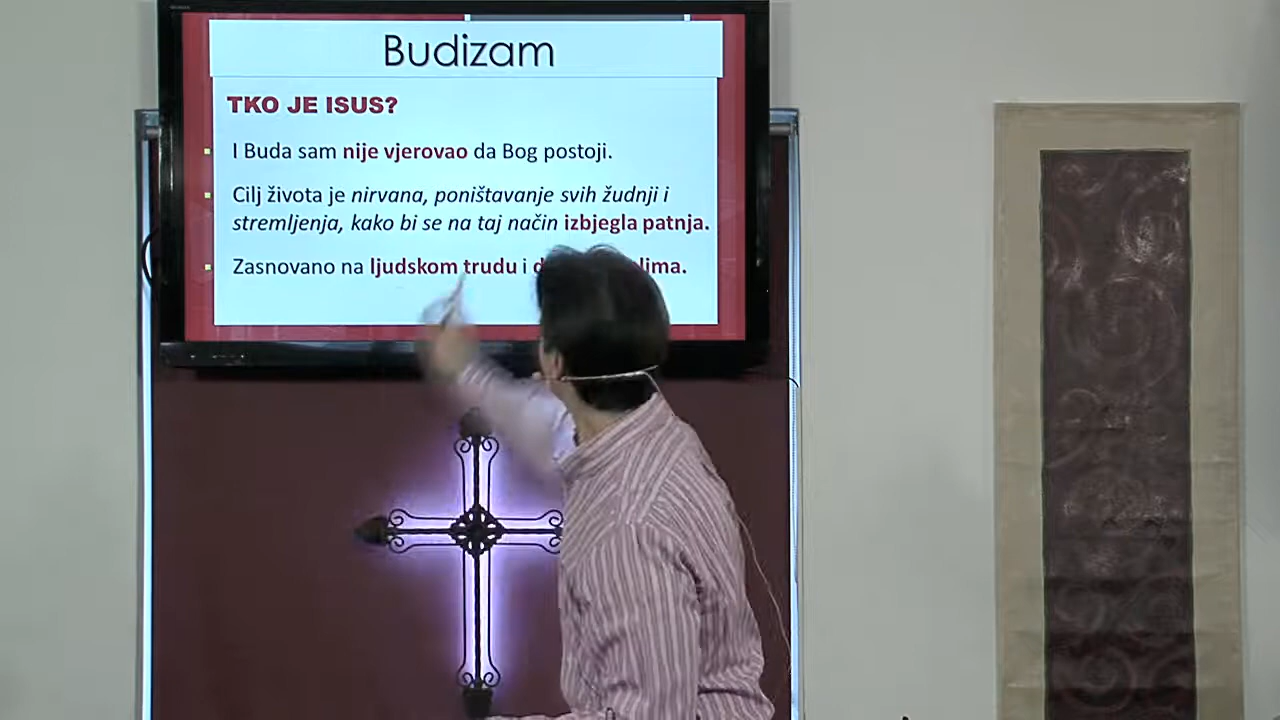 Budizam
TKO JE ISUS?
I Buda sam nije vjerovao da Bog postoji.
Cilj života je nirvana, poništavanje svih žudnji i
stremljenja, kako bi se na taj način izbjegla patnja.
Zasnovano na ljudskom trudu i